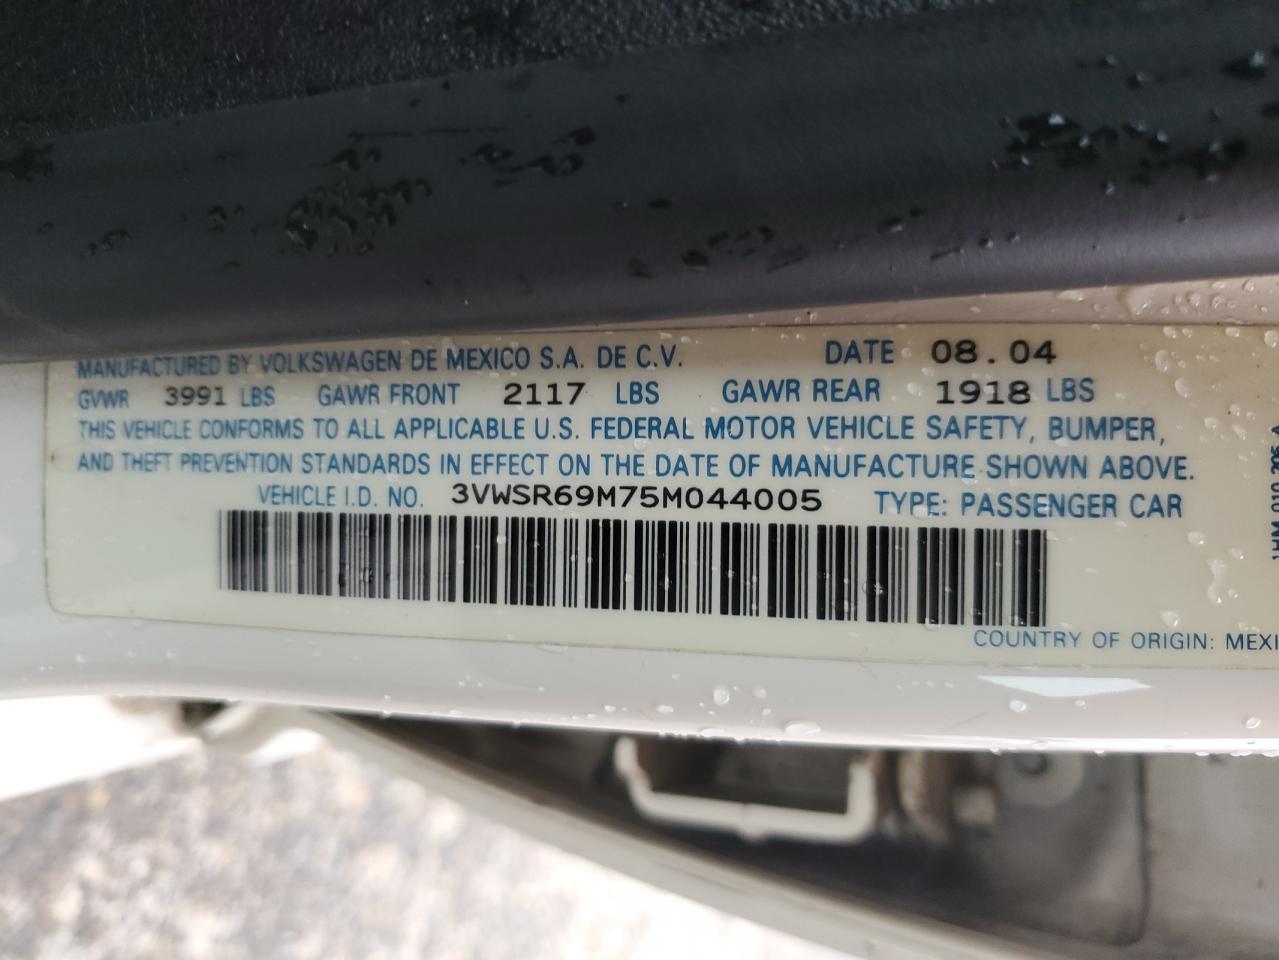 MANUFACTURED BY VOLKSWAGEN DE MEXICO S.A. DE C.V. DATE 08.04
GVWR 3991 LBS GAWR FRONT 2117 LBS GAWR REAR 1918 LBS
THIS VEHICLE CONFORMS TO ALL APPLICABLE U.S. FEDERAL MOTOR VEHICLE SAFETY, BUMPER,
AND THEFT PREVENTION STANDARDS IN EFFECT ON THE DATE OF MANUFACTURE SHOWN ABOVE.
VEHICLE I.D. NO. 3VWSR69M75M044005 TYPE: PASSENGER CAR
COUNTRY OF ORIGIN: MEXI